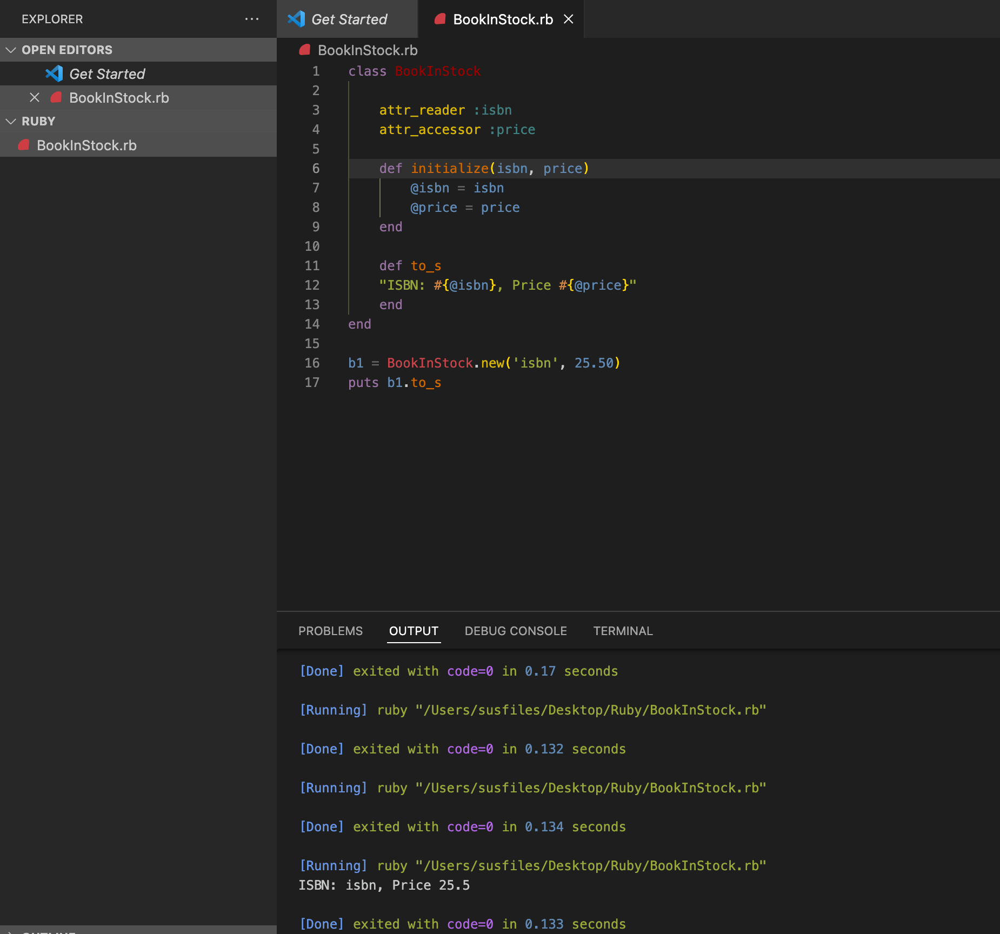 EXPLORER
OPEN EDITORS
Get Started
BookInStock.rb
RUBY
BookInStock.rb
Get Started
BookInStock.rb
BookInStock.rb
1 class BookInStock
2
3 attr_reader :isbn
4 attr_accessor :price
5
6 def initialize(isbn, price)
7 @isbn = isbn
8 @price = price
9 end
10
11 def to_s
12 "ISBN: #{@isbn}, Price #{@price}"
13 end
14 end
15
16 b1 = BookInStock.new('isbn', 25.50)
17 puts b1.to_s
PROBLEMS OUTPUT DEBUG CONSOLE TERMINAL
[Done] exited with code=0 in 0.17 seconds
[Running] ruby "/Users/susfiles/Desktop/Ruby/BookInStock.rb"
[Done] exited with code=0 in 0.132 seconds
[Running] ruby "/Users/susfiles/Desktop/Ruby/BookInStock.rb"
[Done] exited with code=0 in 0.134 seconds
[Running] ruby "/Users/susfiles/Desktop/Ruby/BookInStock.rb"
ISBN: isbn, Price 25.5
[Done] exited with code=0 in 0.133 seconds